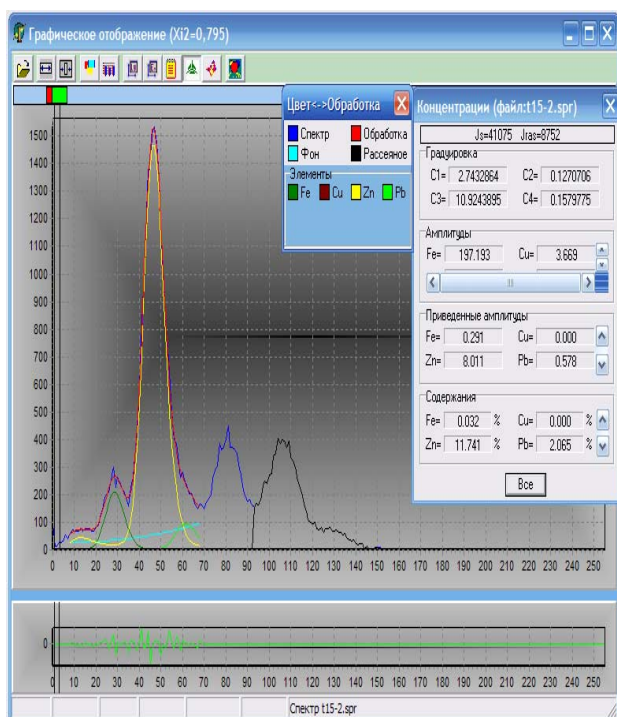 Графическое отображение (Xi2=0,795)
Цвет<->Обработка
Спектр Обработка
Фон Рассеяное
Элементы
Fe Cu Zn Pb
Концентрации (файл:t15-2.spr)
Js=41075 Jras=8752
Градуировка
C1= 2.7432864 C2= 0.1270706
C3= 10.9243895 C4= 0.1579775
Амплитуды
Fe= 197.193 Cu= 3.669
Приведенные амплитуды
Fe= 0.291 Cu= 0.000
Zn= 8.011 Pb= 0.578
Содержания
Fe= 0.032 % Cu= 0.000 %
Zn= 11.741 % Pb= 2.065 %
Все
1500
1400
1300
1200
1100
1000
900
800
700
600
500
400
300
200
100
0
0 10 20 30 40 50 60 70 80 90 100 110 120 130 140 150 160 170 180 190 200 210 220 230 240 250
0
0 10 20 30 40 50 60 70 80 90 100 110 120 130 140 150 160 170 180 190 200 210 220 230 240 250
Спектр t15-2.spr